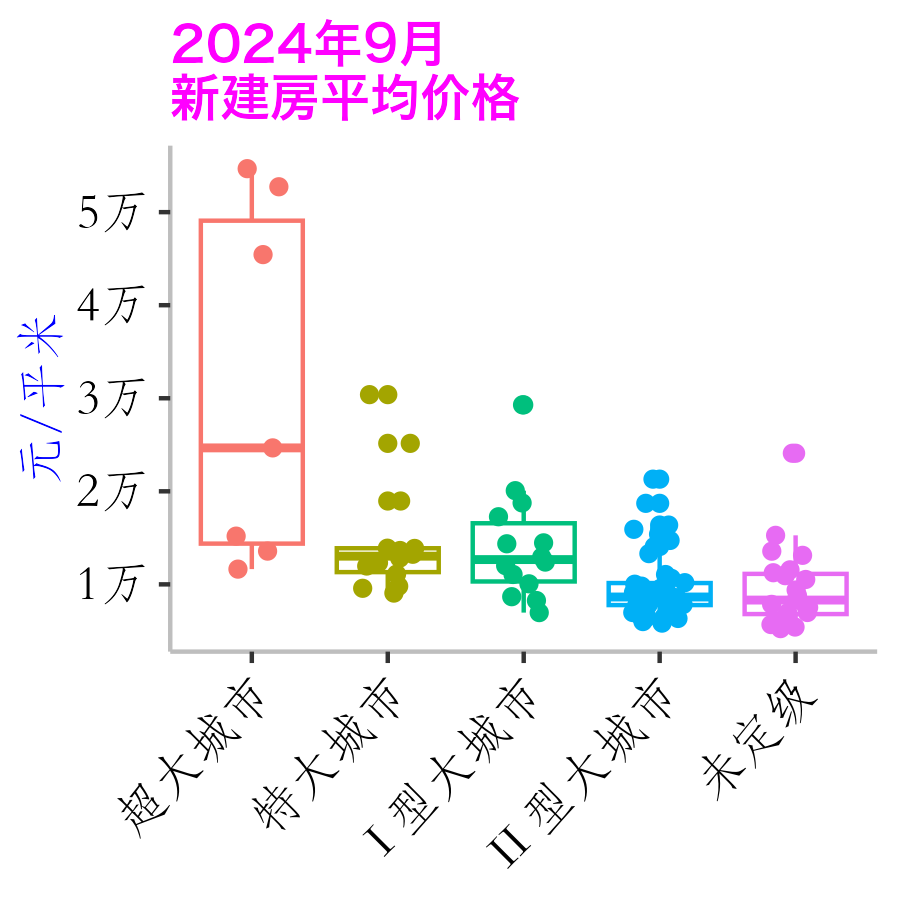 2024年9月
新建房平均价格
元/平米
5万
4万
3万
2万
1万
超大城市
特大城市
I 型大城市
II 型大城市
未定级